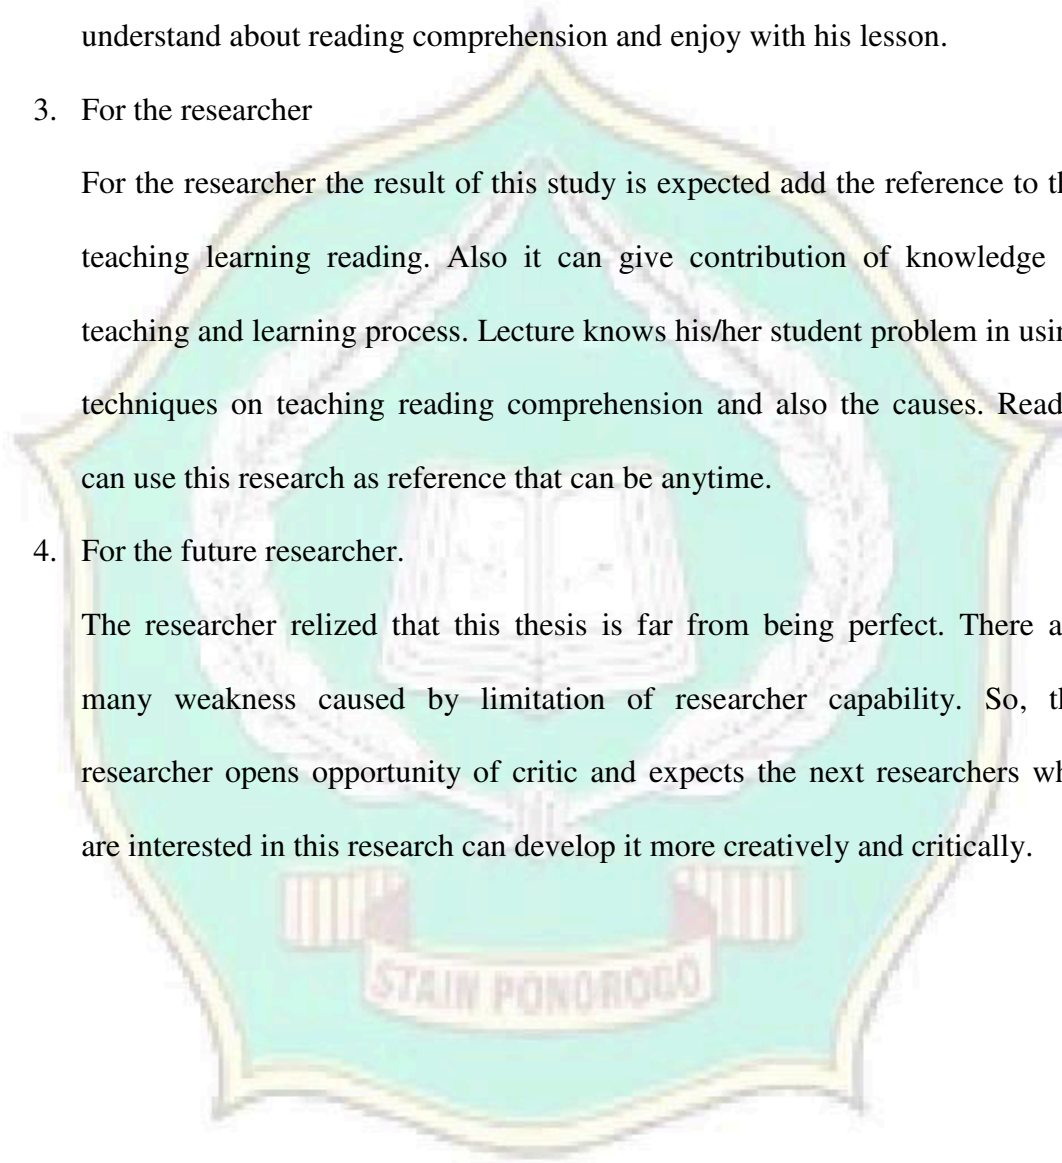 understand about reading comprehension and enjoy with his lesson.
3. For the researcher
For the researcher the result of this study is expected add the reference to th
teaching learning reading. Also it can give contribution of knowledge
teaching and learning process. Lecture knows his/her student problem in usin
techniques on teaching reading comprehension and also the causes. Read
can use this research as reference that can be anytime.
4. For the future researcher.
The researcher relized that this thesis is far from being perfect. There a
many weakness caused by limitation of researcher capability. So, th
researcher opens opportunity of critic and expects the next researchers wh
are interested in this research can develop it more creatively and critically.
STAIN PONOROGO